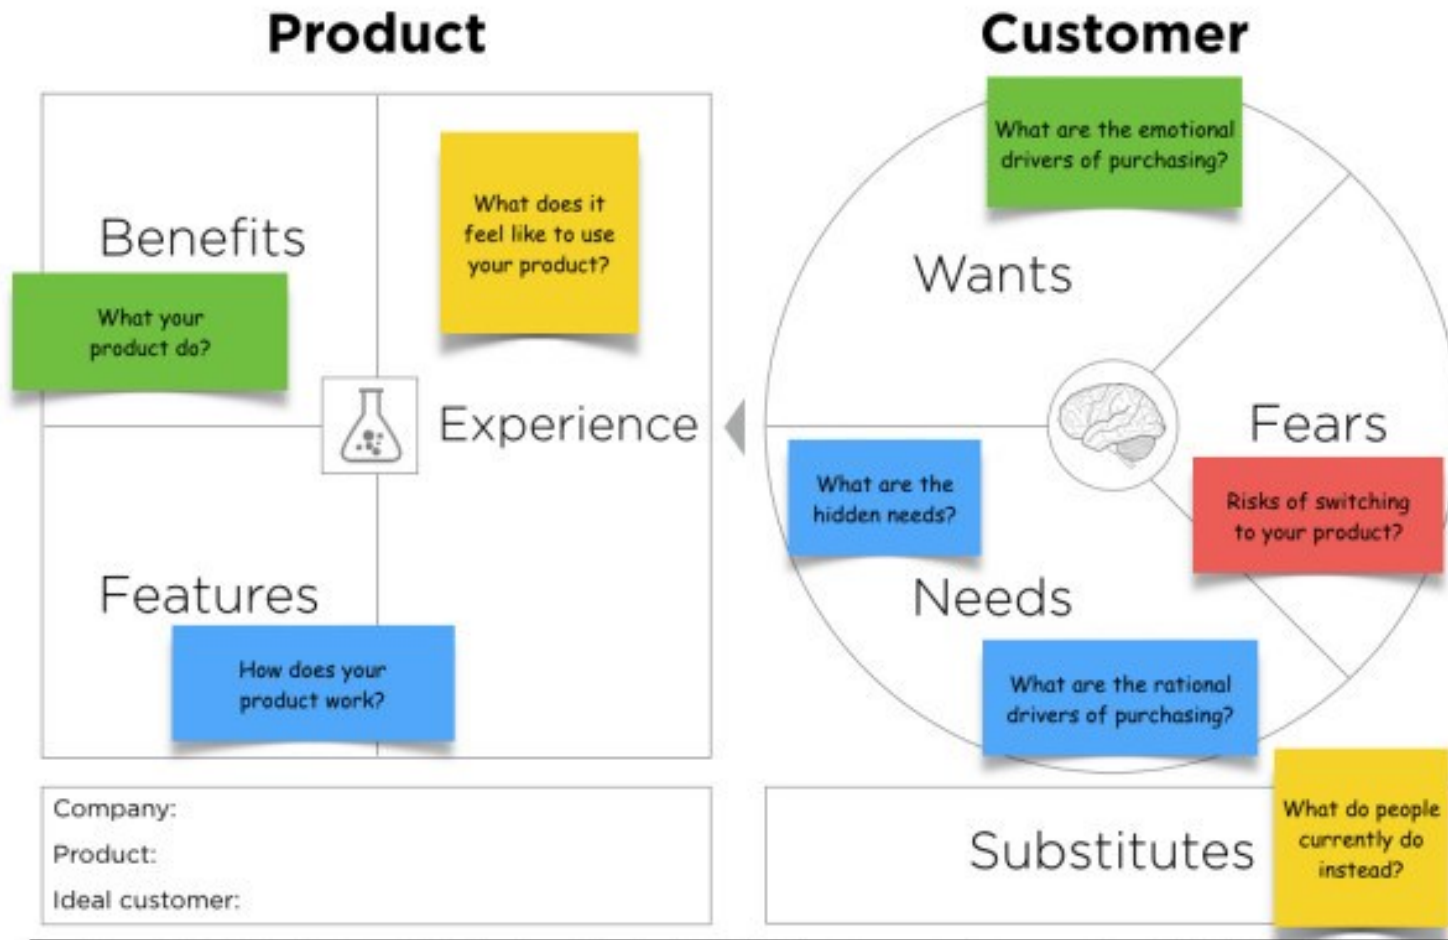 Product
Benefits
What your
product do?
What does it
feel like to use
your product?
Experience
Features
How does your
product work?
Company:
Product:
Ideal customer:
Customer
What are the emotional
drivers of purchasing?
Wants
Fears
Risks of switching
to your product?
What are the
hidden needs?
Needs
What are the rational
drivers of purchasing?
Substitutes
What do people
currently do
instead?